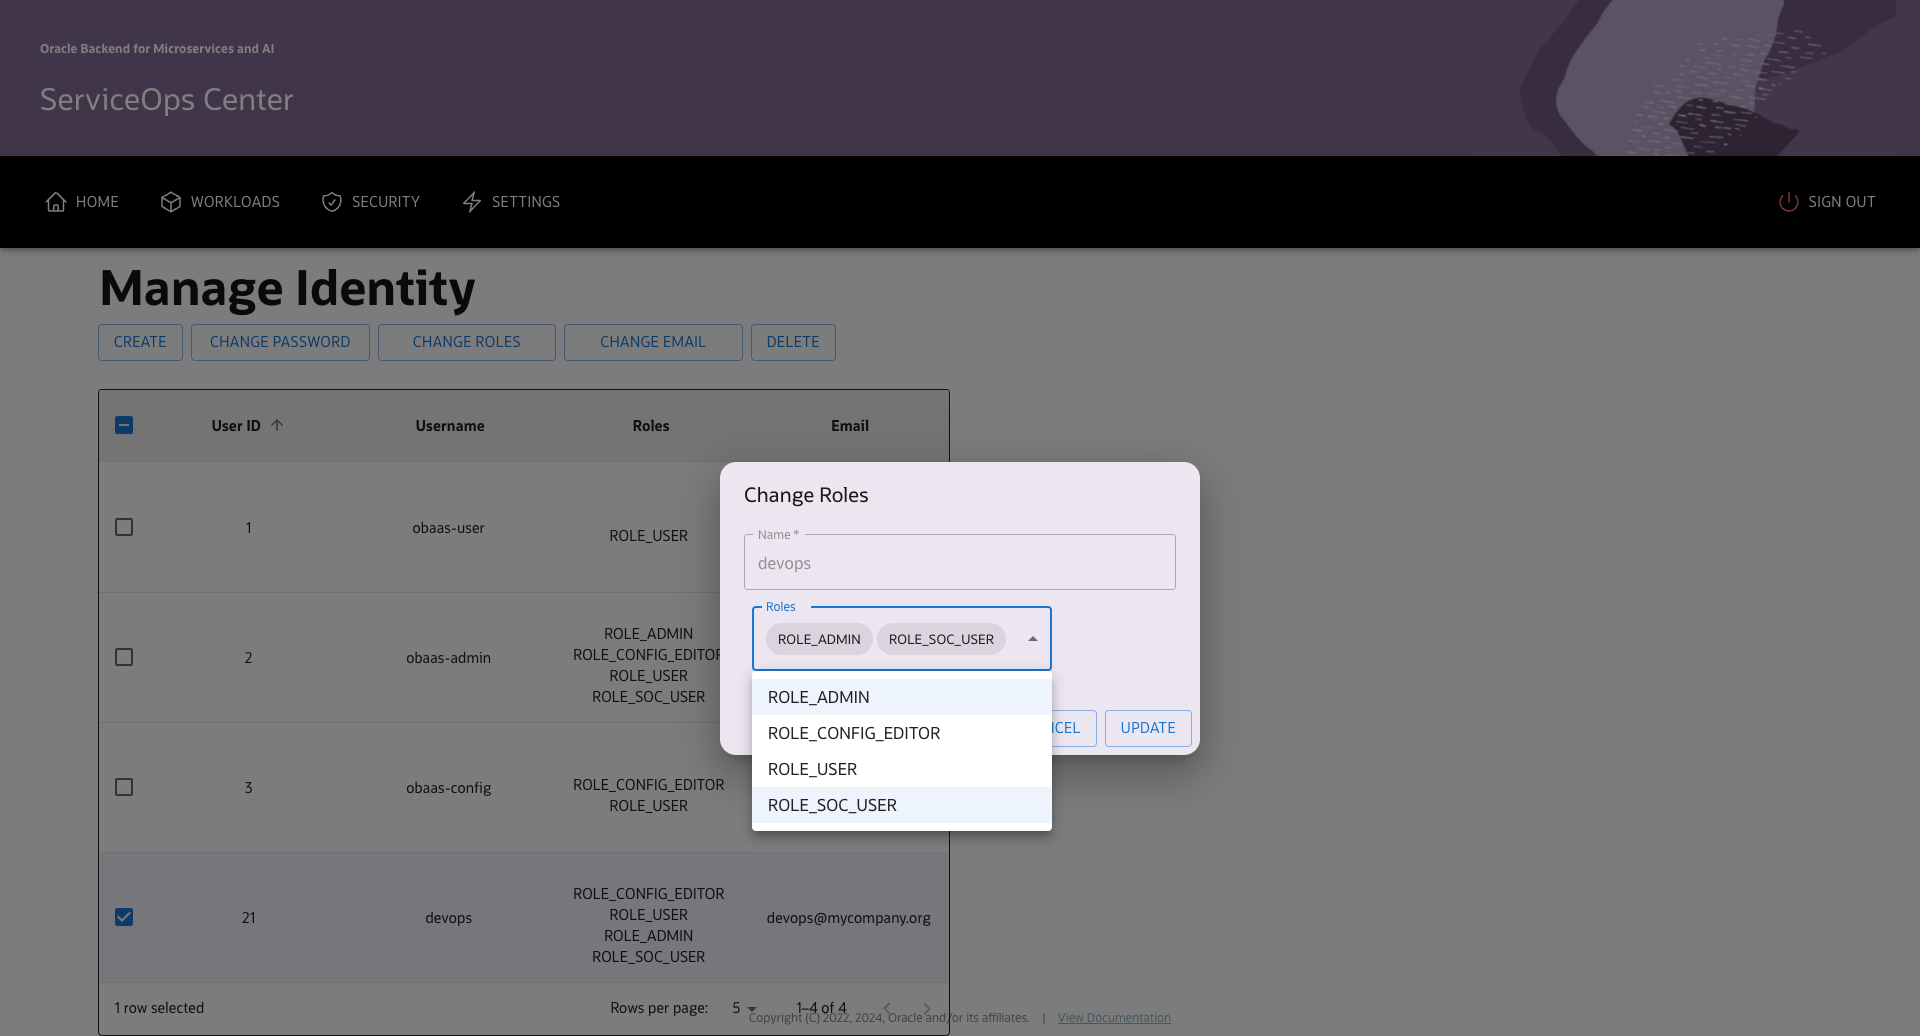 Oracle Backend for Microservices and AI
ServiceOps Center
HOME
WORKLOADS
SECURITY
SETTINGS
SIGN OUT
Manage Identity
CREATE
CHANGE PASSWORD
CHANGE ROLES
CHANGE EMAIL
DELETE
User ID
Username
Roles
Email
1
obaas-user
ROLE_USER
2
obaas-admin
ROLE_ADMIN
ROLE_CONFIG_EDITOR
ROLE_USER
ROLE_SOC_USER
3
obaas-config
ROLE_CONFIG_EDITOR
ROLE_USER
21
devops
ROLE_CONFIG_EDITOR
ROLE_USER
ROLE_ADMIN
ROLE_SOC_USER
devops@mycompany.org
1 row selected
Rows per page:
5
1–4 of 4
Change Roles
Name *
devops
Roles
ROLE_ADMIN
ROLE_SOC_USER
ROLE_ADMIN
ROLE_CONFIG_EDITOR
ROLE_USER
ROLE_SOC_USER
UPDATE
Copyright (C) 2022, 2024, Oracle and/or its affiliates. | View Documentation